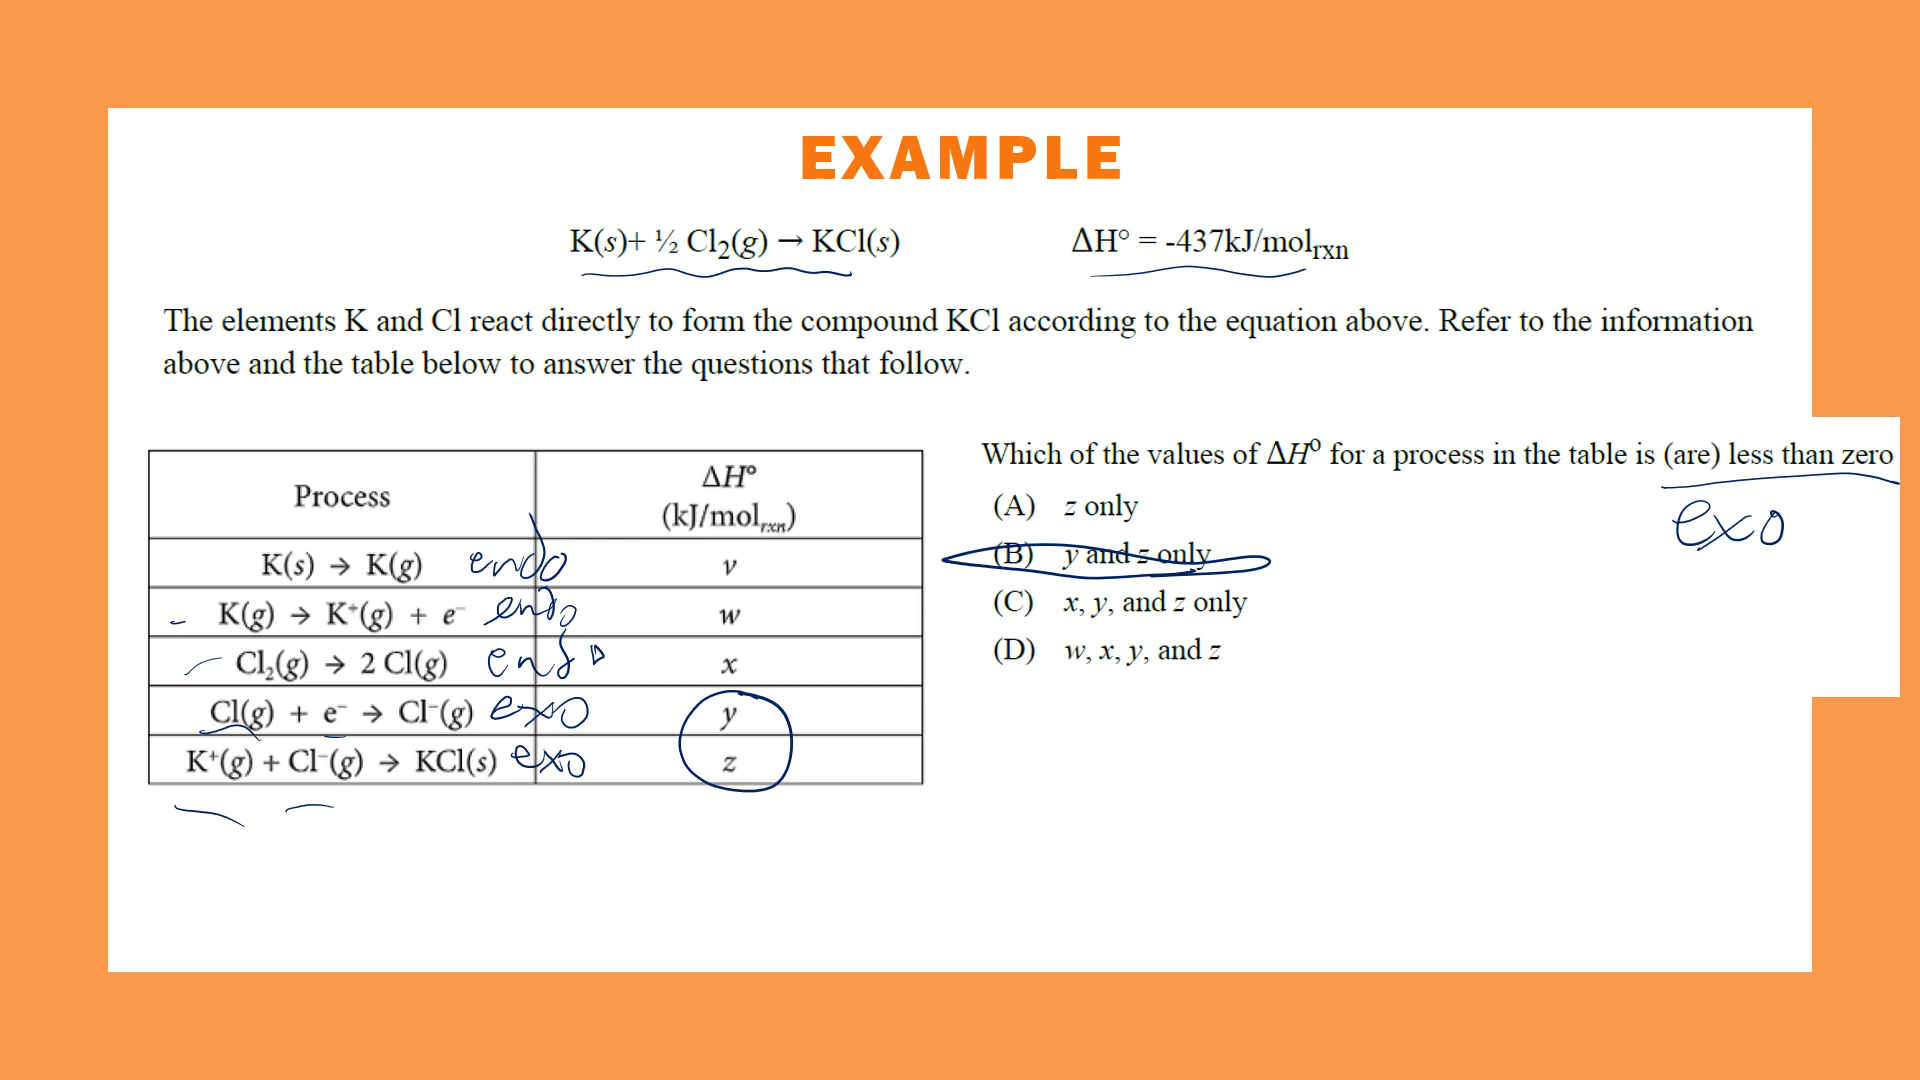 EXAMPLE
K(s)+ ½ Cl₂(g) → KCl(s) ΔH° = -437kJ/molrxn
The elements K and Cl react directly to form the compound KCl according to the equation above. Refer to the information
above and the table below to answer the questions that follow.
Process ΔH° (kJ/molrxn)
K(s) → K(g) endo v
K(g) → K⁺(g) + e⁻ endo w
Cl₂(g) → 2 Cl(g) endo x
Cl(g) + e⁻ → Cl⁻(g) exo y
K⁺(g) + Cl⁻(g) → KCl(s) exo z
Which of the values of ΔH° for a process in the table is (are) less than zero
exo
(A) z only
(B) y and z only
(C) x, y, and z only
(D) w, x, y, and z